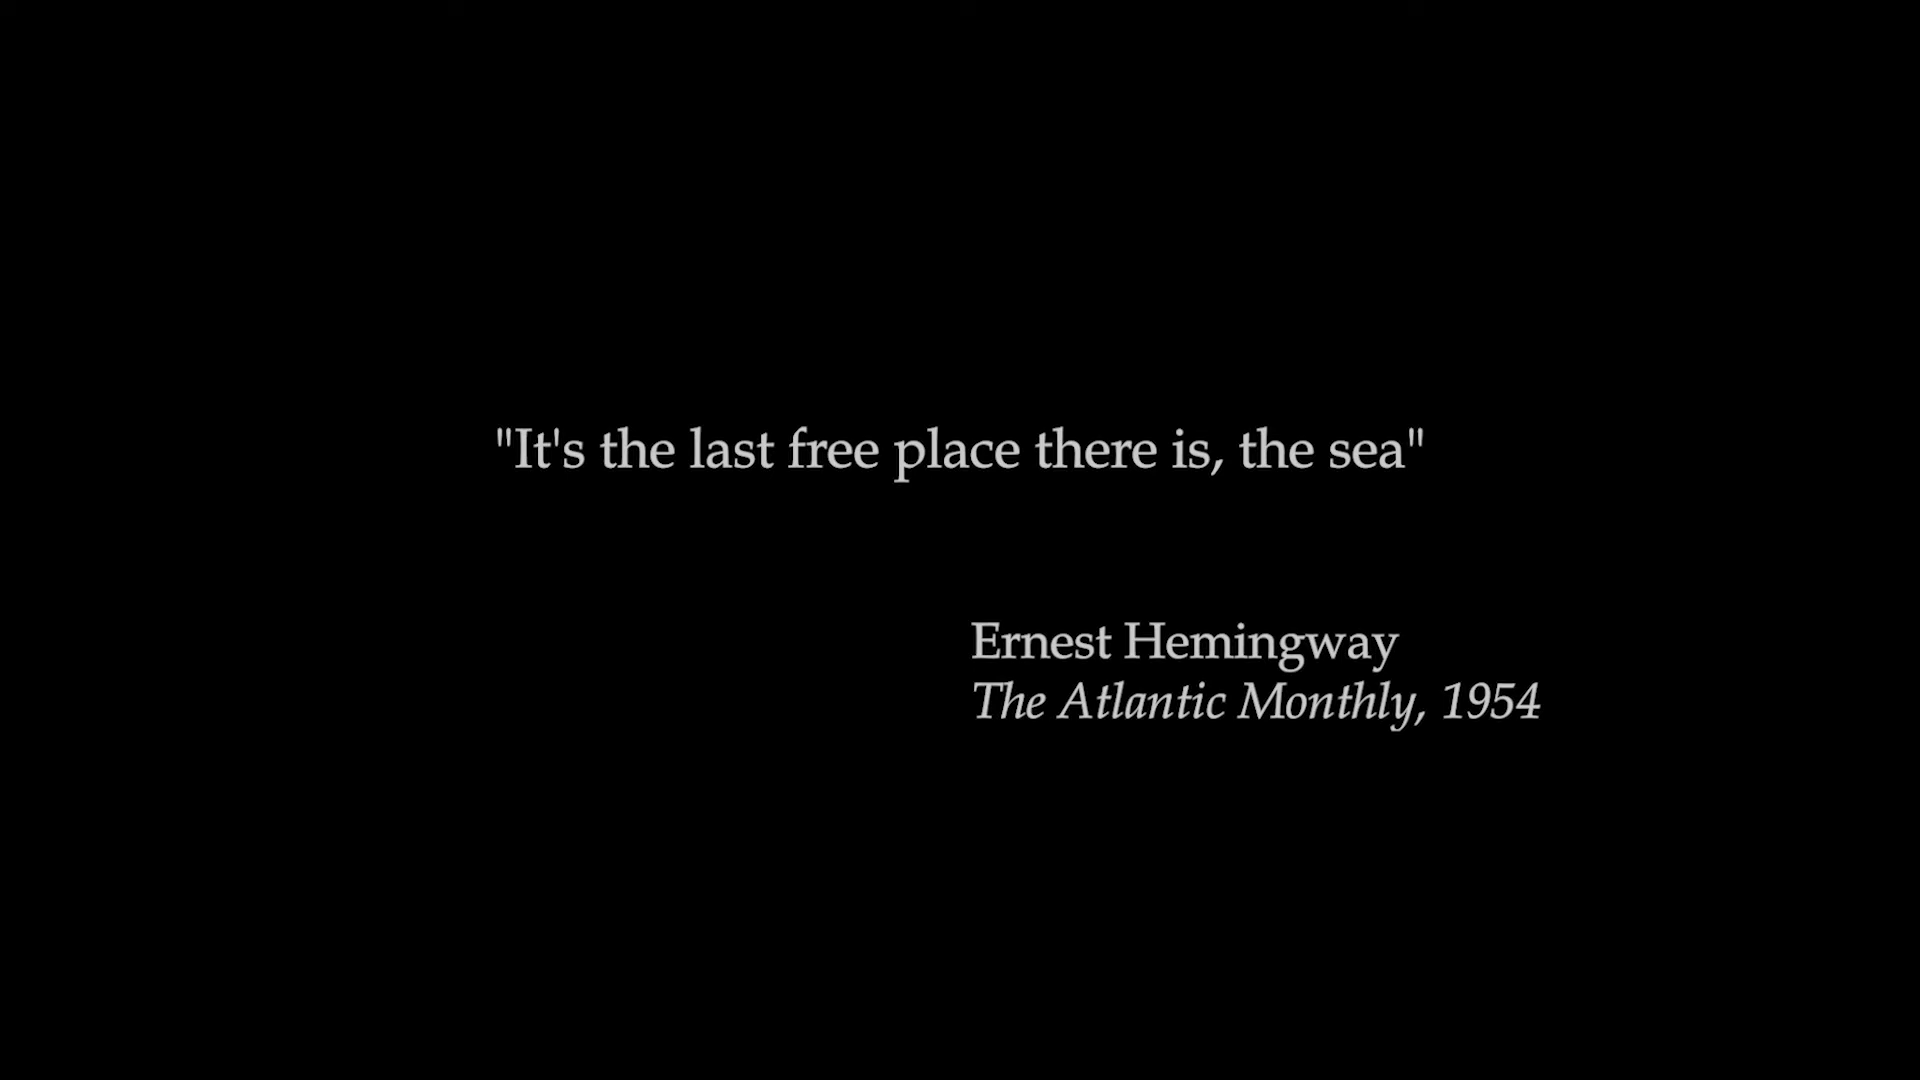 "It's the last free place there is, the sea"
Ernest Hemingway
The Atlantic Monthly, 1954